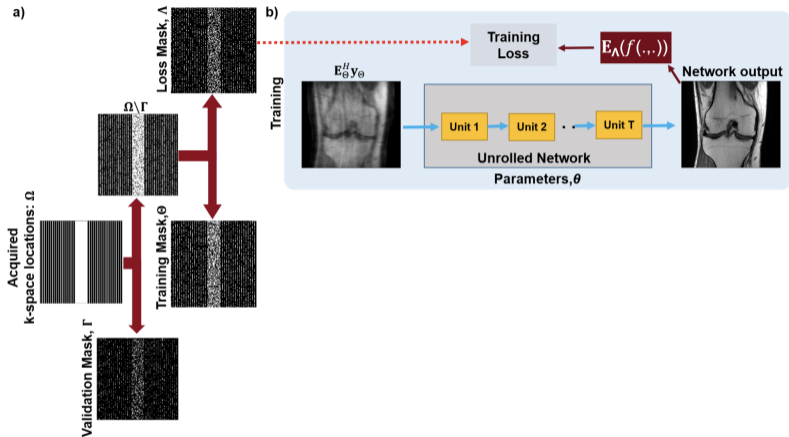 a)
Loss Mask, Λ
Ω\Γ
Acquired
k-space locations: Ω
Training Mask,Θ
Validation Mask, Γ
b)
Training
Training
Loss
E_Λ(f(.,.))
E_Θ^H y_Θ
Network output
Unit 1
Unit 2
· ·
Unit T
Unrolled Network
Parameters,θ